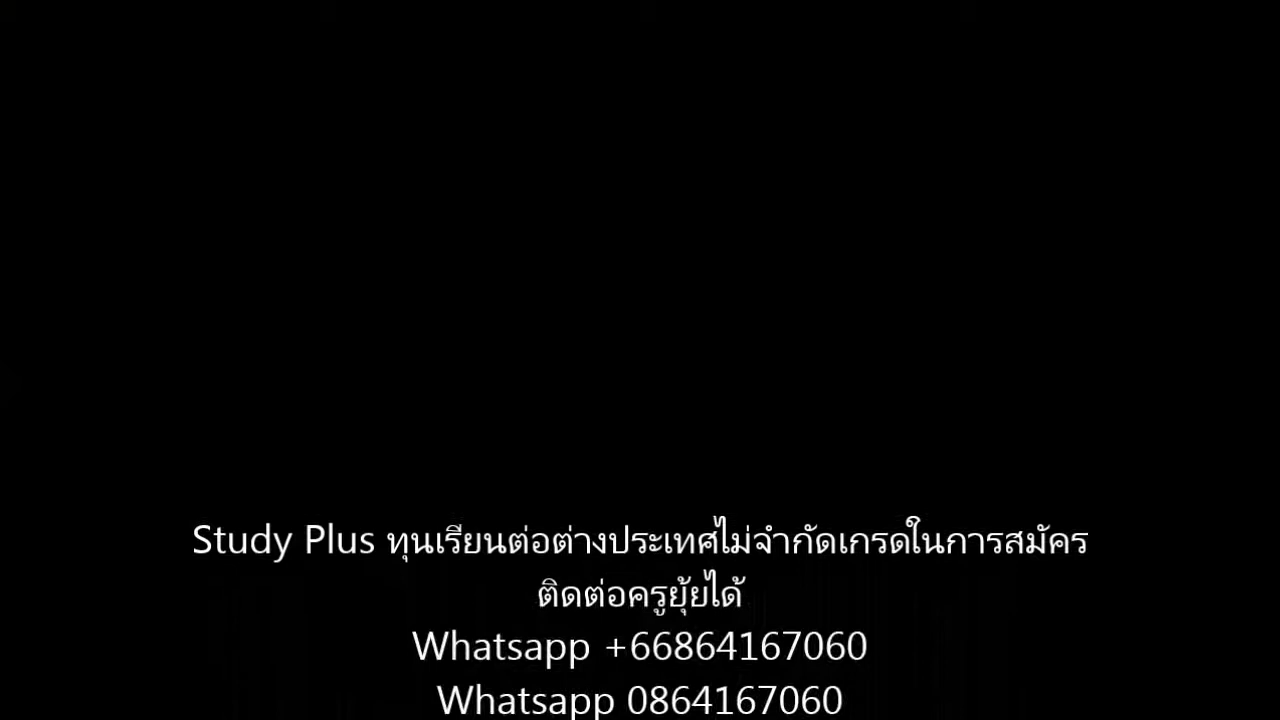 Study Plus ทุนเรียนต่อต่างประเทศไม่จำกัดเกรดในการสมัคร
ติดต่อครูยุ้ยได้
Whatsapp +66864167060
Whatsapp 0864167060